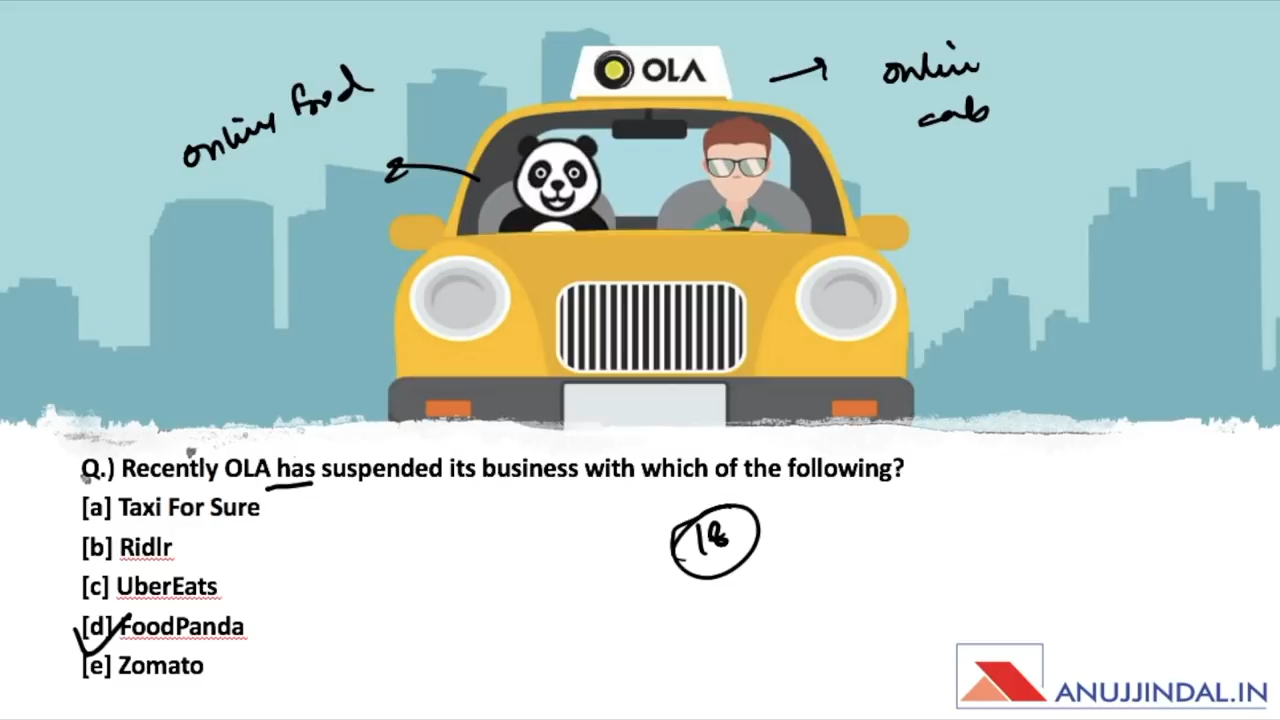 OLA
online food
online
cab
Q.) Recently OLA has suspended its business with which of the following?
[a] Taxi For Sure
[b] Ridlr
[c] UberEats
[d] FoodPanda
[e] Zomato
18
ANUJJINDAL.IN